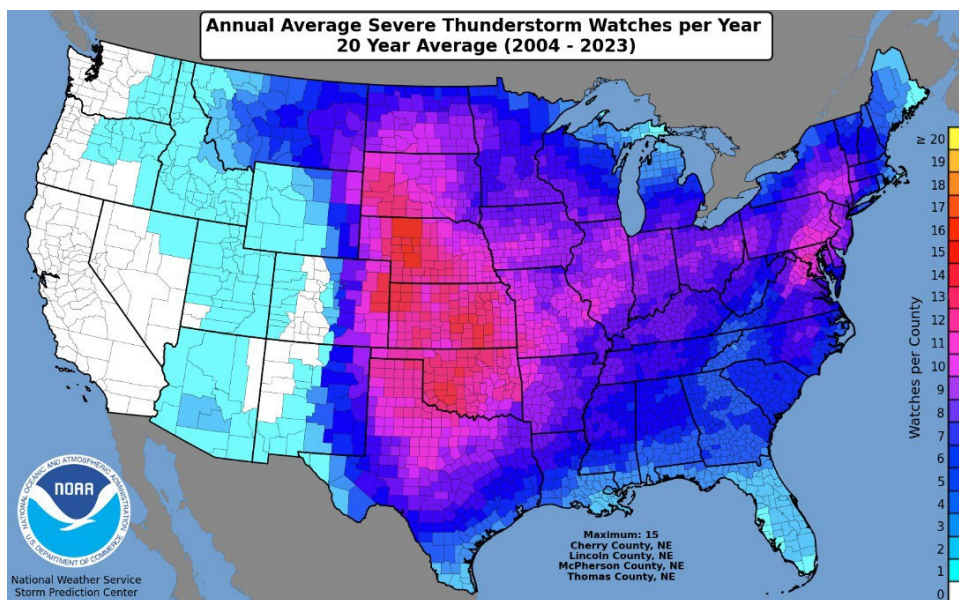 Annual Average Severe Thunderstorm Watches per Year
20 Year Average (2004 - 2023)
≥ 20
19
18
17
16
15
14
13
12
11
10
9
8
7
6
5
4
3
2
1
0
Watches per County
Maximum: 15
Cherry County, NE
Lincoln County, NE
McPherson County, NE
Thomas County, NE
NATIONAL OCEANIC AND ATMOSPHERIC ADMINISTRATION
NOAA
U.S. DEPARTMENT OF COMMERCE
National Weather Service
Storm Prediction Center